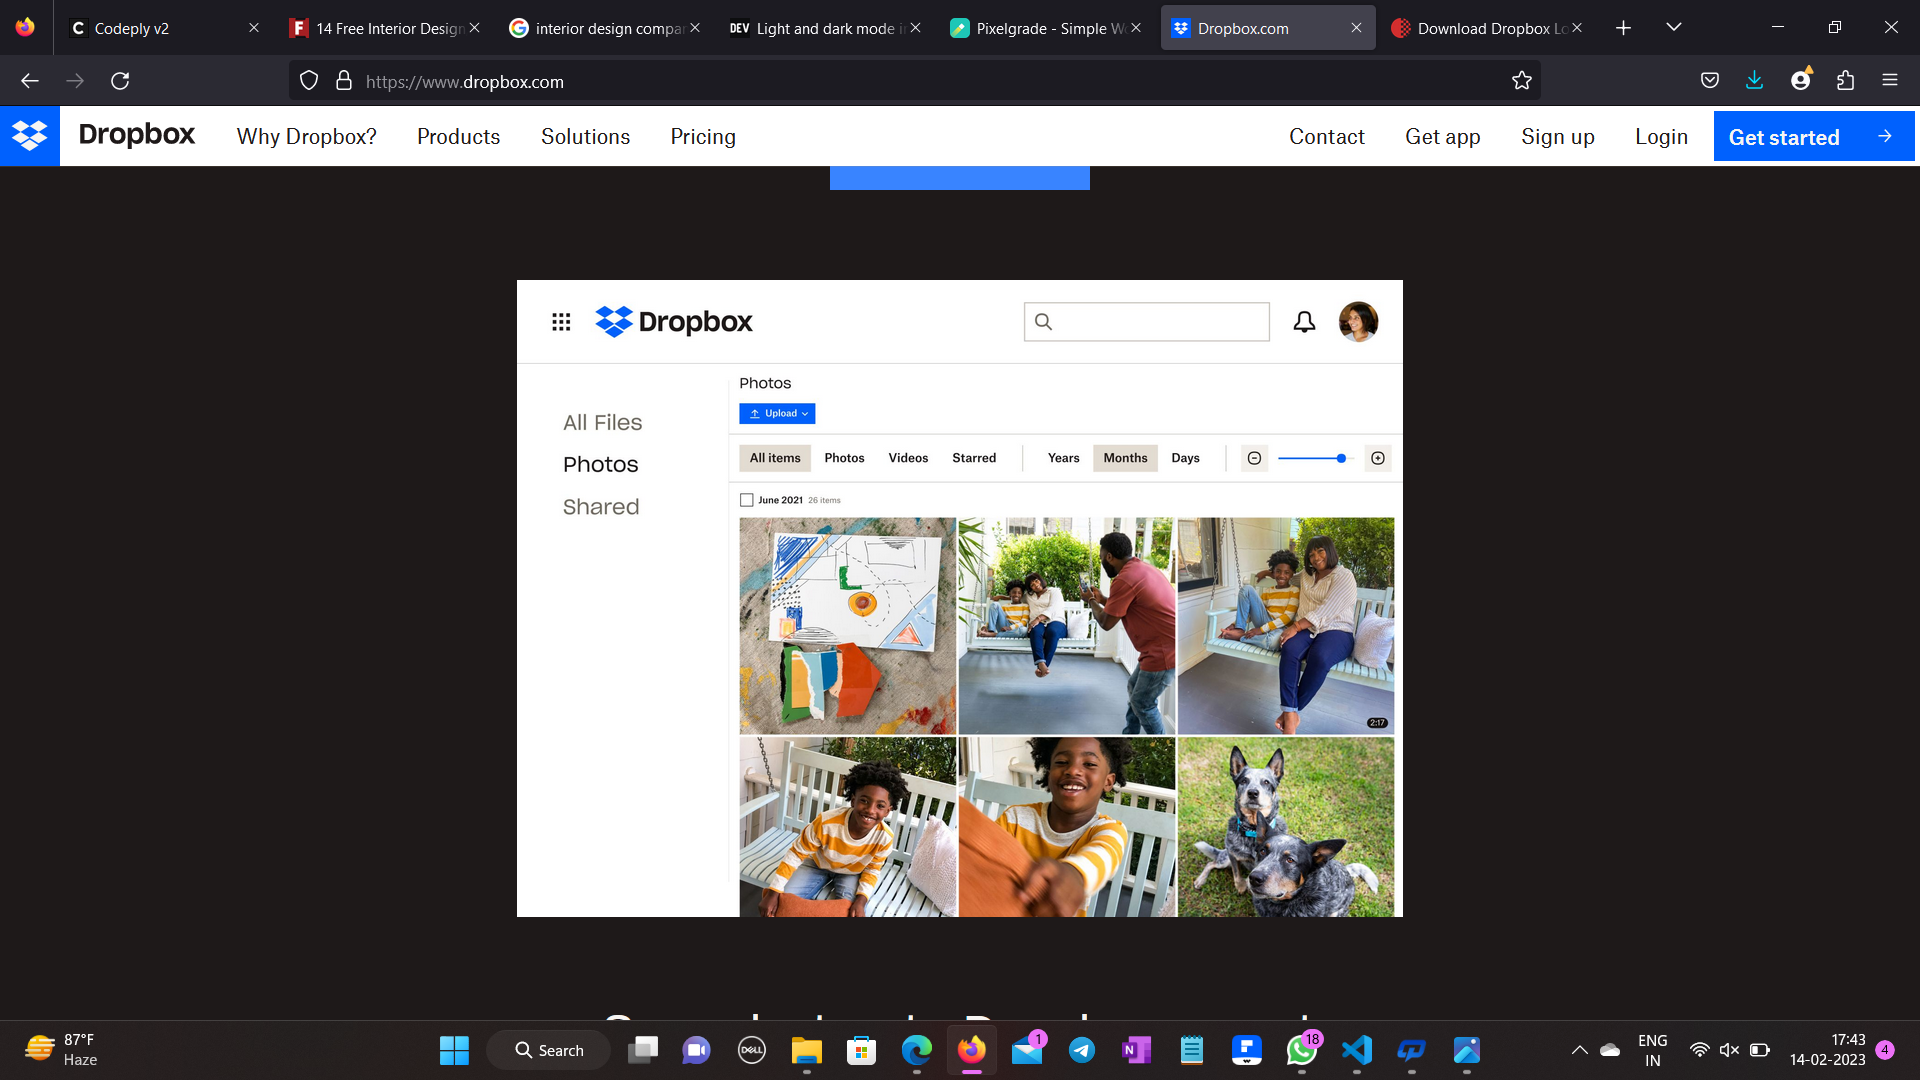 Codeply v2
14 Free Interior Design
interior design compar
DEV Light and dark mode i
Pixelgrade - Simple W
Dropbox.com
Download Dropbox Lo
https://www.dropbox.com
Dropbox
Why Dropbox?
Products
Solutions
Pricing
Contact
Get app
Sign up
Login
Get started
Dropbox
Photos
Upload
All Files
Photos
Shared
All items
Photos
Videos
Starred
Years
Months
Days
June 2021 26 items
2:17
87°F
Haze
Search
DELL
1
18
ENG
IN
17:43
14-02-2023
4